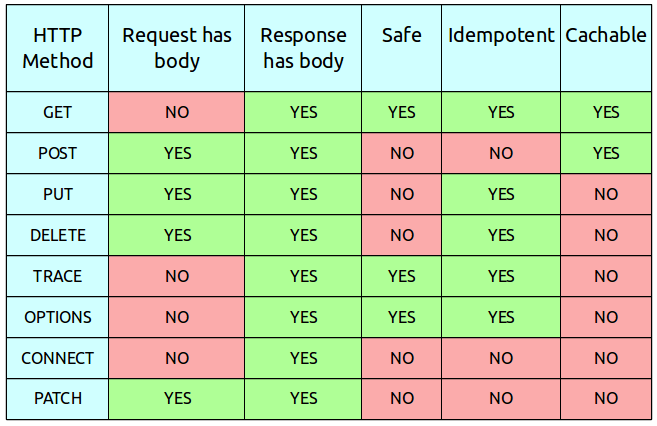 HTTP Method Request has body Response has body Safe Idempotent Cachable
GET NO YES YES YES YES
POST YES YES NO NO YES
PUT YES YES NO YES NO
DELETE YES YES NO YES NO
TRACE NO YES YES YES NO
OPTIONS NO YES YES YES NO
CONNECT NO YES NO NO NO
PATCH YES YES NO NO NO